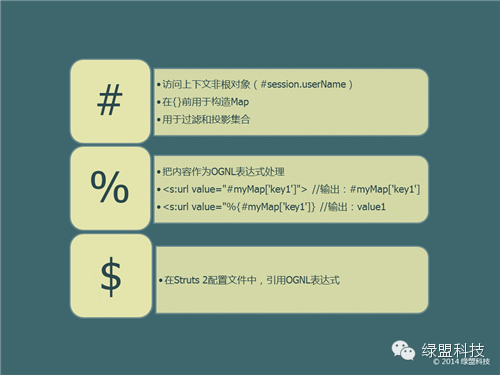 #
•访问上下文非根对象（#session.userName）
•在{}前用于构造Map
•用于过滤和投影集合
%
•把内容作为OGNL表达式处理
•<s:url value="#myMap['key1']"> //输出：#myMap['key1']
•<s:url value="%{#myMap['key1']} //输出：value1
$
•在Struts 2配置文件中，引用OGNL表达式
绿盟科技
© 2014 绿盟科技